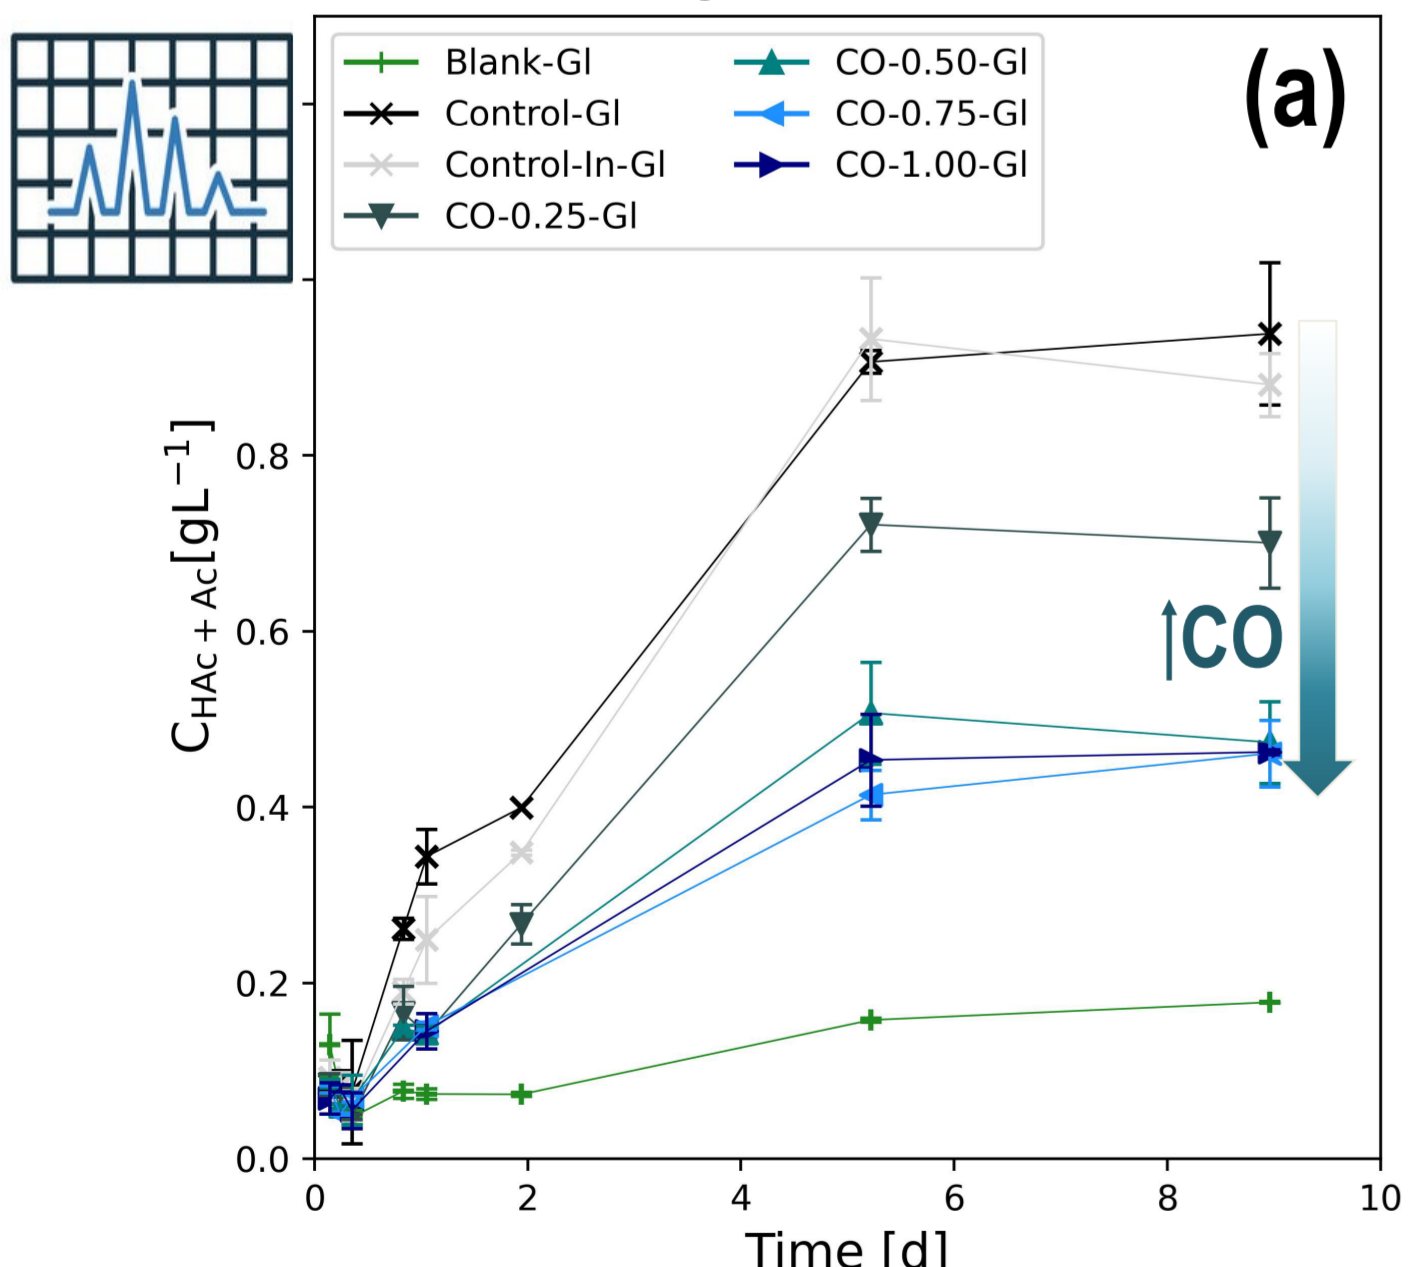 Blank-Gl
Control-Gl
Control-In-Gl
CO-0.25-Gl
CO-0.50-Gl
CO-0.75-Gl
CO-1.00-Gl
(a)
0.8
0.6
0.4
0.2
0.0
C_{HAc + Ac}[gL^{−1}]
↑CO
0 2 4 6 8 10
Time [d]